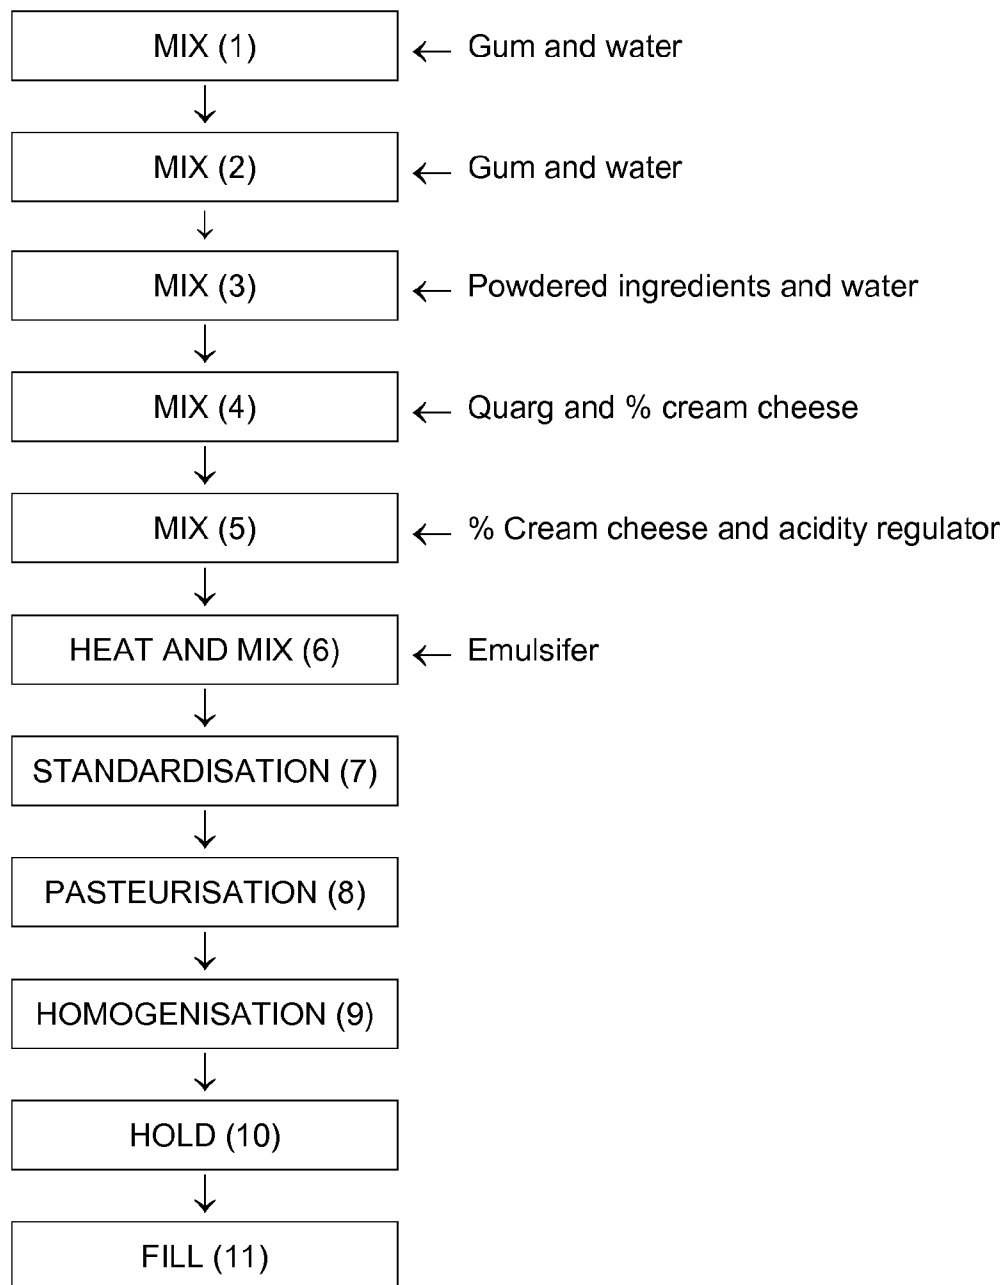 MIX (1) ← Gum and water
MIX (2) ← Gum and water
MIX (3) ← Powdered ingredients and water
MIX (4) ← Quarg and % cream cheese
MIX (5) ← % Cream cheese and acidity regulator
HEAT AND MIX (6) ← Emulsifer
STANDARDISATION (7)
PASTEURISATION (8)
HOMOGENISATION (9)
HOLD (10)
FILL (11)